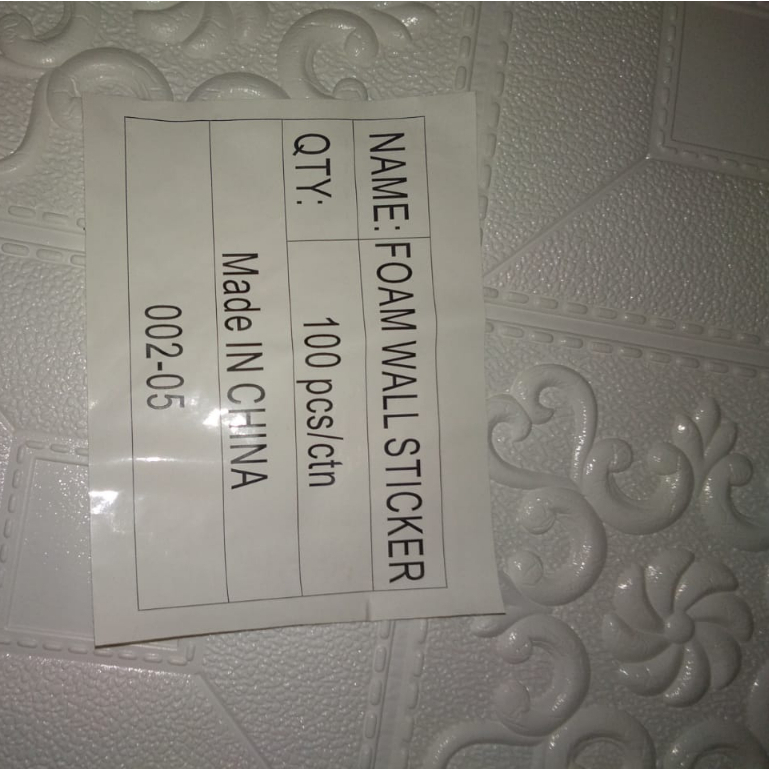 NAME: FOAM WALL STICKER
QTY: 100 pcs/ctn
Made IN CHINA
002-05